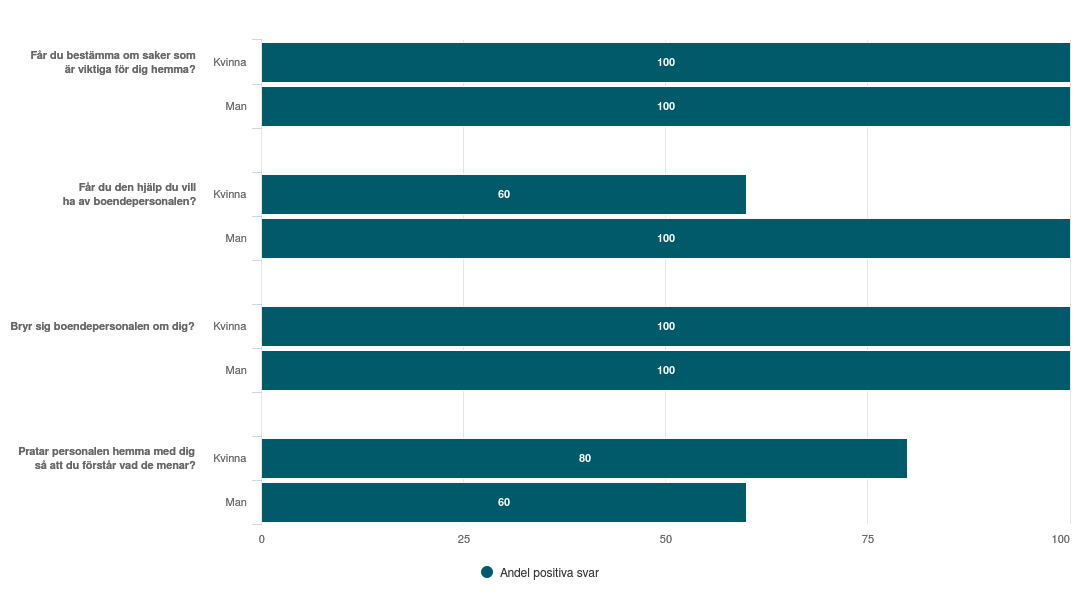 Får du bestämma om saker som
är viktiga för dig hemma?
Kvinna
100
Man
100
Får du den hjälp du vill
ha av boendepersonalen?
Kvinna
60
Man
100
Bryr sig boendepersonalen om dig?
Kvinna
100
Man
100
Pratar personalen hemma med dig
så att du förstår vad de menar?
Kvinna
80
Man
60
0 25 50 75 100
Andel positiva svar